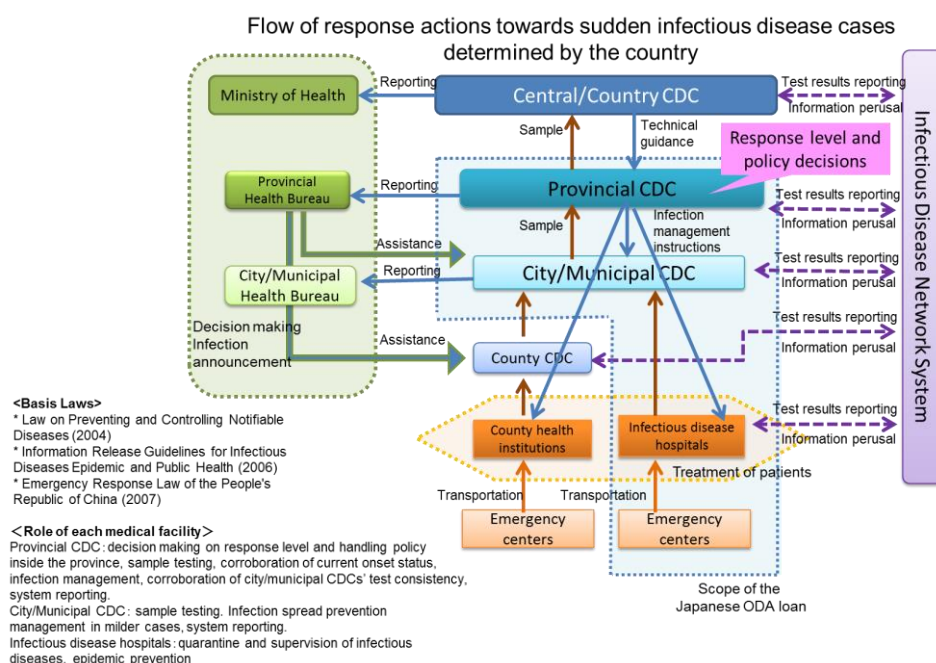 Flow of response actions towards sudden infectious disease cases
determined by the country
Ministry of Health
Reporting
Central/Country CDC
Test results reporting
Information perusal
Sample
Technical
guidance
Response level and
policy decisions
Provincial
Health Bureau
Reporting
Provincial CDC
Test results reporting
Information perusal
Sample
Infection
management
instructions
Assistance
City/Municipal
Health Bureau
Reporting
City/Municipal CDC
Test results reporting
Information perusal
Decision making
Infection
announcement
Assistance
County CDC
Test results reporting
Information perusal
County health
institutions
Infectious disease
hospitals
Test results reporting
Information perusal
Treatment of patients
Transportation
Transportation
Emergency
centers
Emergency
centers
Scope of the
Japanese ODA loan
Infectious Disease Network System
<Basis Laws>
* Law on Preventing and Controlling Notifiable
Diseases (2004)
* Information Release Guidelines for Infectious
Diseases Epidemic and Public Health (2006)
* Emergency Response Law of the People's
Republic of China (2007)
＜Role of each medical facility＞
Provincial CDC：decision making on response level and handling policy
inside the province, sample testing, corroboration of current onset status,
infection management, corroboration of city/municipal CDCs' test consistency,
system reporting.
City/Municipal CDC：sample testing. Infection spread prevention
management in milder cases, system reporting.
Infectious disease hospitals：quarantine and supervision of infectious
diseases, epidemic prevention